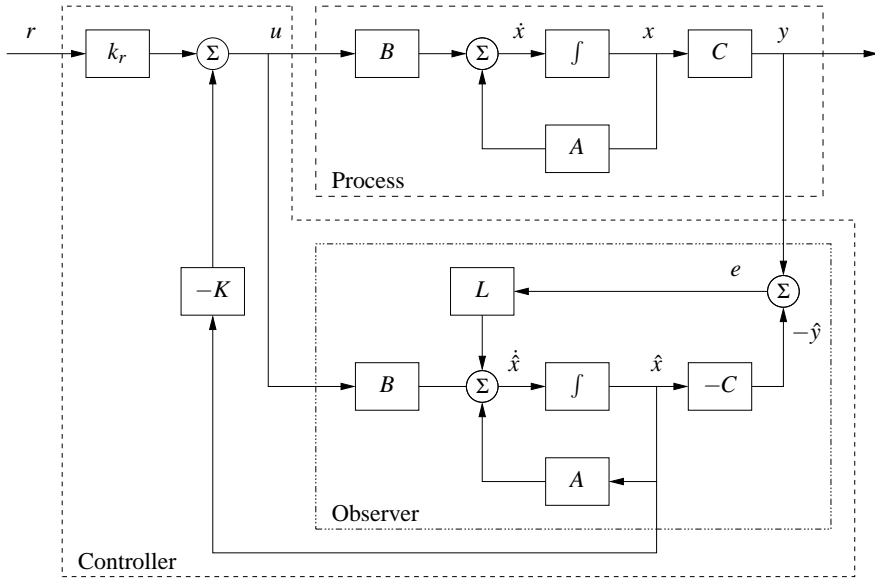 r
k_r
Σ
u
B
Σ
ẋ
∫
x
C
y
A
Process
−K
L
e
Σ
−ŷ
B
Σ
x̂̇
∫
x̂
−C
A
Observer
Controller